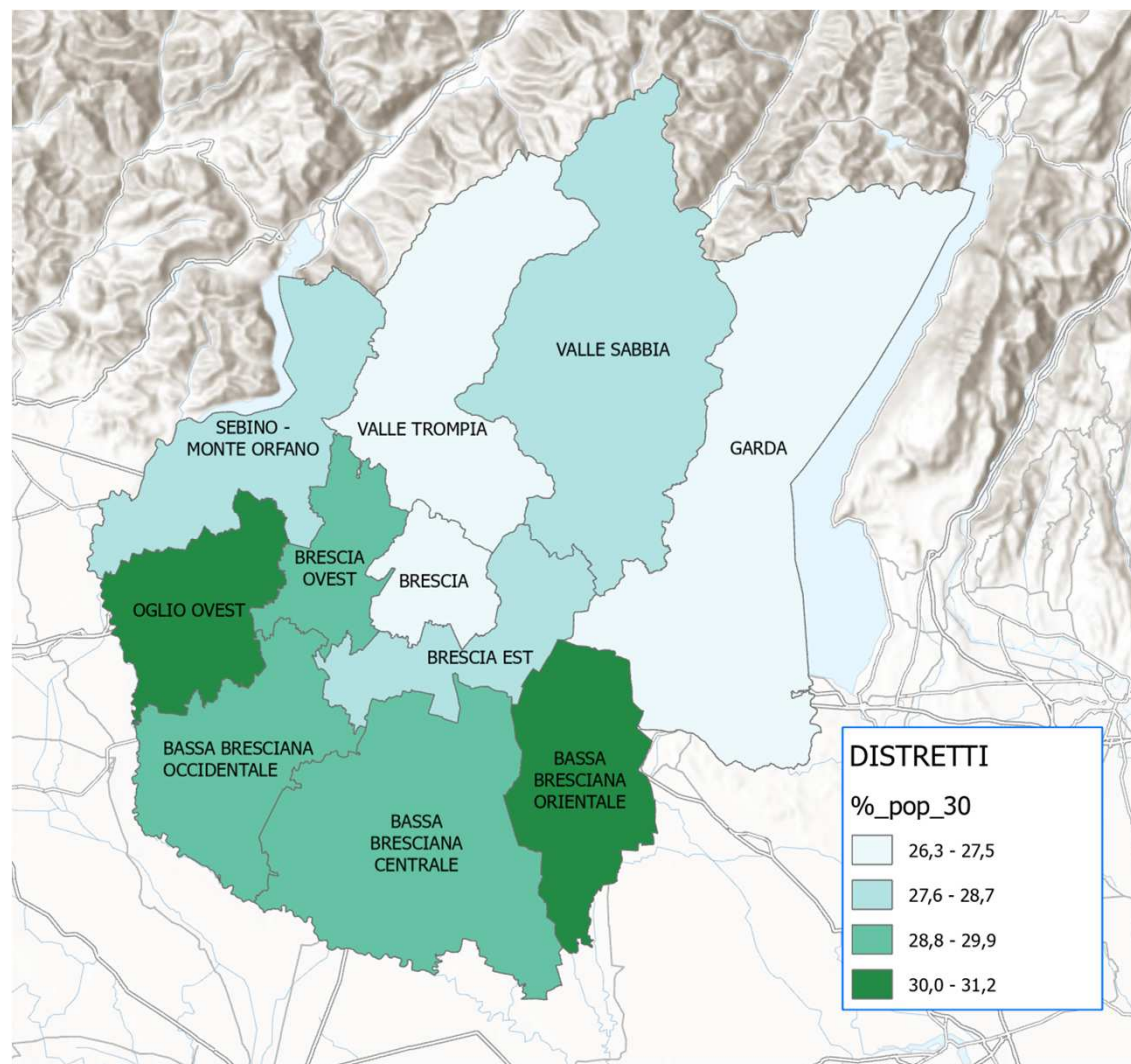 VALLE SABBIA
SEBINO -
MONTE ORFANO
VALLE TROMPIA
GARDA
BRESCIA
OVEST
BRESCIA
OGLIO OVEST
BRESCIA EST
BASSA BRESCIANA
OCCIDENTALE
BASSA
BRESCIANA
ORIENTALE
BASSA
BRESCIANA
CENTRALE
DISTRETTI
%_pop_30
26,3 - 27,5
27,6 - 28,7
28,8 - 29,9
30,0 - 31,2